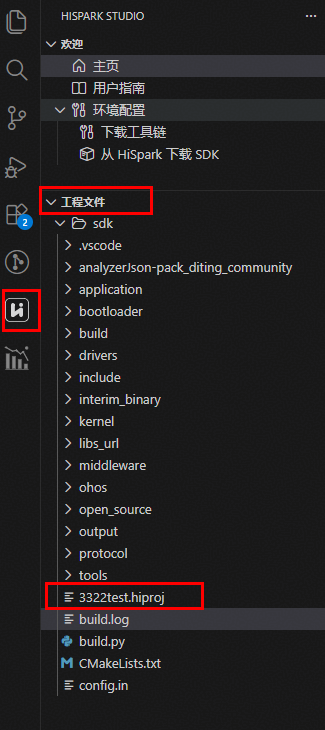 HISPARK STUDIO
欢迎
主页
用户指南
环境配置
下载工具链
从 HiSpark 下载 SDK
2
工程文件
sdk
.vscode
analyzerJson-pack_diting_community
application
bootloader
build
drivers
include
interim_binary
kernel
libs_url
middleware
ohos
open_source
output
protocol
tools
3322test.hiproj
build.log
build.py
CMakeLists.txt
config.in